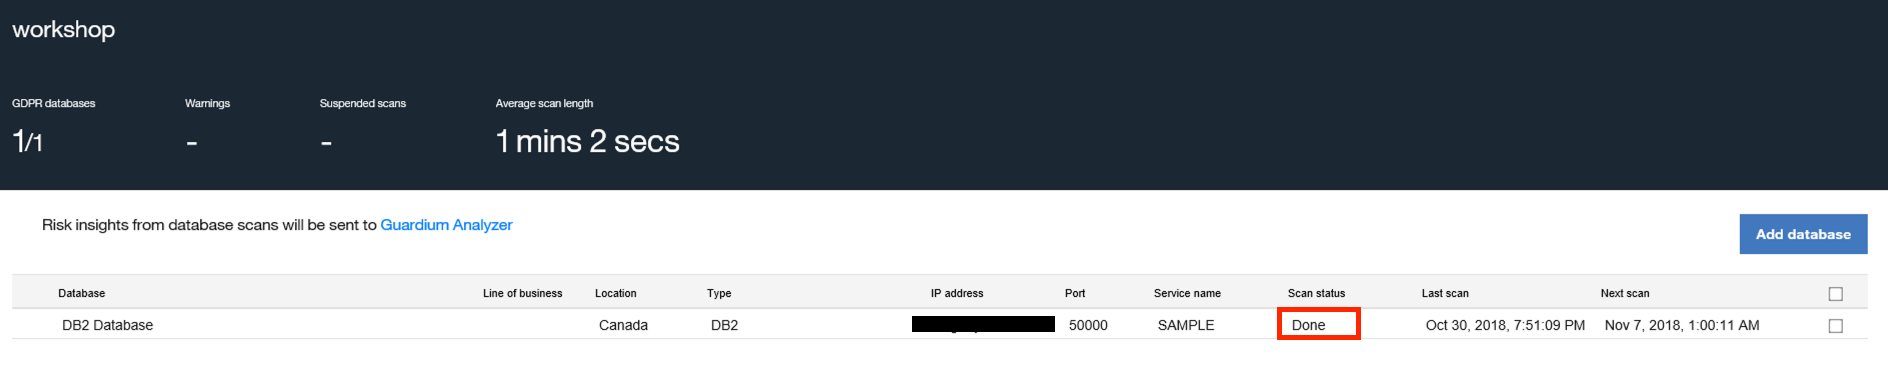 workshop
GDPR databases Warnings Suspended scans Average scan length
1/1 - - 1 mins 2 secs
Risk insights from database scans will be sent to Guardium Analyzer
Add database
Database Line of business Location Type IP address Port Service name Scan status Last scan Next scan
DB2 Database Canada DB2 50000 SAMPLE Done Oct 30, 2018, 7:51:09 PM Nov 7, 2018, 1:00:11 AM